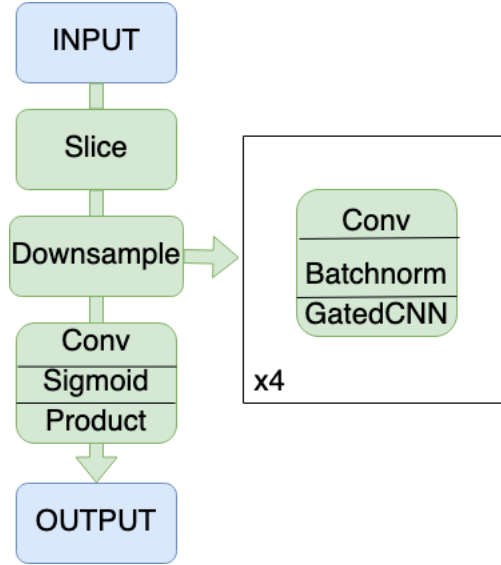 INPUT
Slice
Downsample
Conv
Sigmoid
Product
OUTPUT
Conv
Batchnorm
GatedCNN
x4